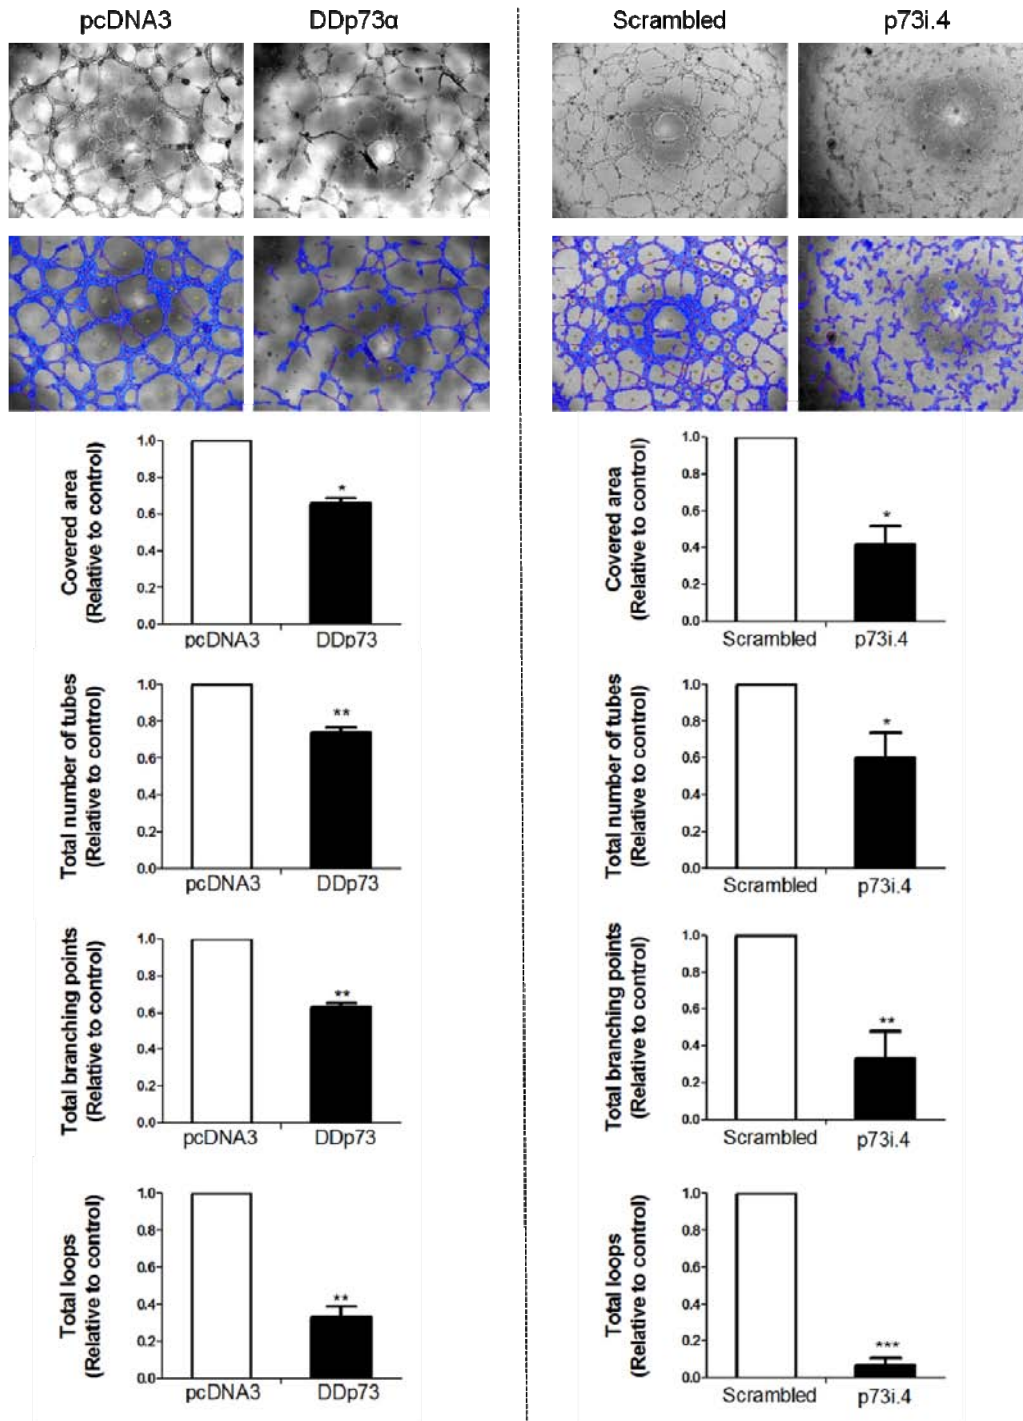 pcDNA3
DDp73α
Scrambled
p73i.4
Covered area
(Relative to control)
1.0
0.8
0.6
0.4
0.2
0.0
*
pcDNA3
DDp73
Covered area
(Relative to control)
1.0
0.8
0.6
0.4
0.2
0.0
*
Scrambled
p73i.4
Total number of tubes
(Relative to control)
1.0
0.8
0.6
0.4
0.2
0.0
**
pcDNA3
DDp73
Total number of tubes
(Relative to control)
1.0
0.8
0.6
0.4
0.2
0.0
*
Scrambled
p73i.4
Total branching points
(Relative to control)
1.0
0.8
0.6
0.4
0.2
0.0
**
pcDNA3
DDp73
Total branching points
(Relative to control)
1.0
0.8
0.6
0.4
0.2
0.0
**
Scrambled
p73i.4
Total loops
(Relative to control)
1.0
0.8
0.6
0.4
0.2
0.0
**
pcDNA3
DDp73
Total loops
(Relative to control)
1.0
0.8
0.6
0.4
0.2
0.0
***
Scrambled
p73i.4